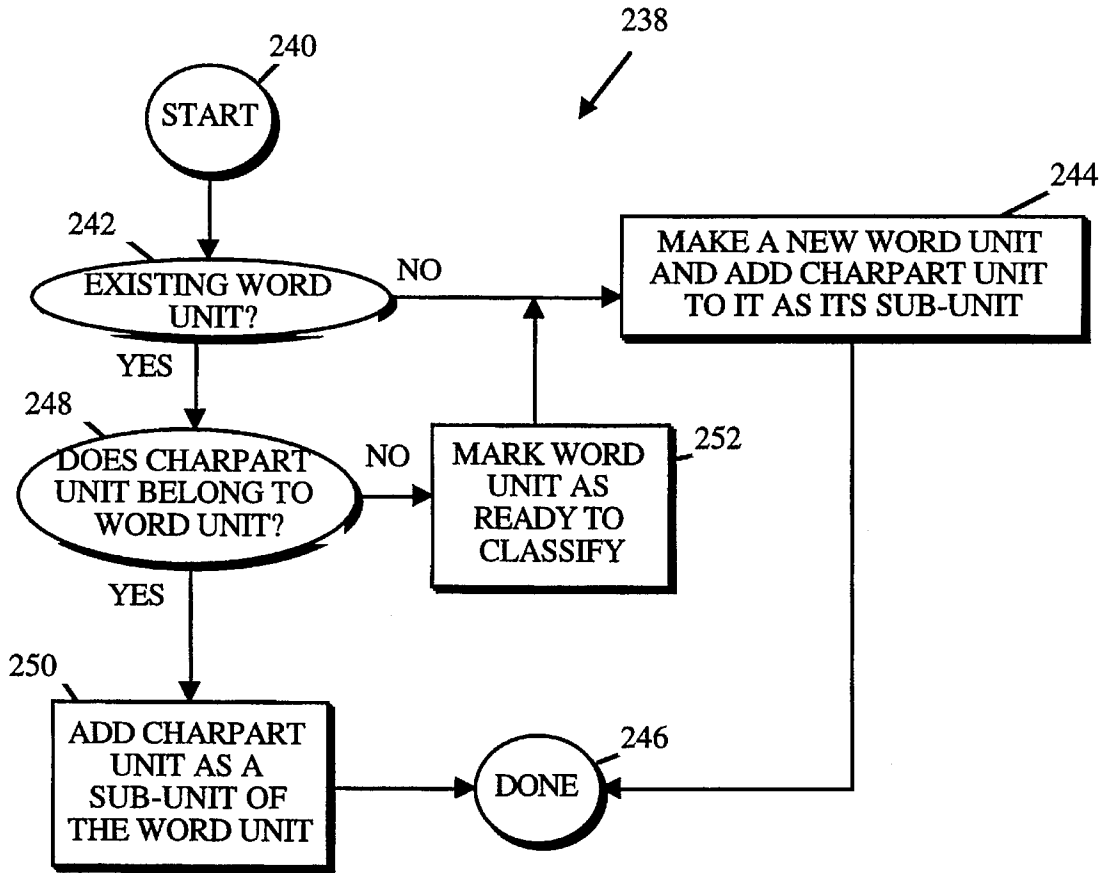 238
240
START
242
EXISTING WORD
UNIT?
NO
YES
244
MAKE A NEW WORD UNIT
AND ADD CHARPART UNIT
TO IT AS ITS SUB-UNIT
248
DOES CHARPART
UNIT BELONG TO
WORD UNIT?
NO
YES
252
MARK WORD
UNIT AS
READY TO
CLASSIFY
250
ADD CHARPART
UNIT AS A
SUB-UNIT OF
THE WORD UNIT
246
DONE